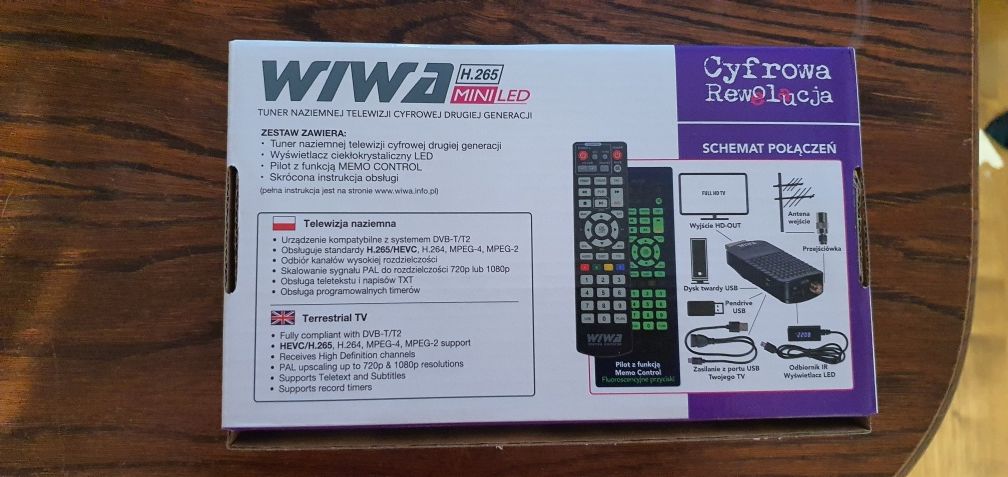 WIWA H.265
MINI LED
TUNER NAZIEMNEJ TELEWIZJI CYFROWEJ DRUGIEJ GENERACJI
ZESTAW ZAWIERA:
• Tuner naziemnej telewizji cyfrowej drugiej generacji
• Wyświetlacz ciekłokrystaliczny LED
• Pilot z funkcją MEMO CONTROL
• Skrócona instrukcja obsługi
(pełna instrukcja jest na stronie www.wiwa.info.pl)
Telewizja naziemna
• Urządzenie kompatybilne z systemem DVB-T/T2
• Obsługuje standardy H.265/HEVC, H.264, MPEG-4, MPEG-2
• Odbiór kanałów wysokiej rozdzielczości
• Skalowanie sygnału PAL do rozdzielczości 720p lub 1080p
• Obsługa teletekstu i napisów TXT
• Obsługa programowalnych timerów
Terrestrial TV
• Fully compliant with DVB-T/T2
• HEVC/H.265, H.264, MPEG-4, MPEG-2 support
• Receives High Definition channels
• PAL upscaling up to 720p & 1080p resolutions
• Supports Teletext and Subtitles
• Supports record timers
WIWA
Pilot z funkcją
Memo Control
Fluorescencyjne przyciski
Cyfrowa
Rewolucja
SCHEMAT POŁĄCZEŃ
FULL HD TV
Wyjście HD-OUT
Antena
wejście
Przejściówka
WIWA
Dysk twardy USB
Pendrive
USB
Zasilanie z portu USB
Twojego TV
Odbiornik IR
Wyświetlacz LED